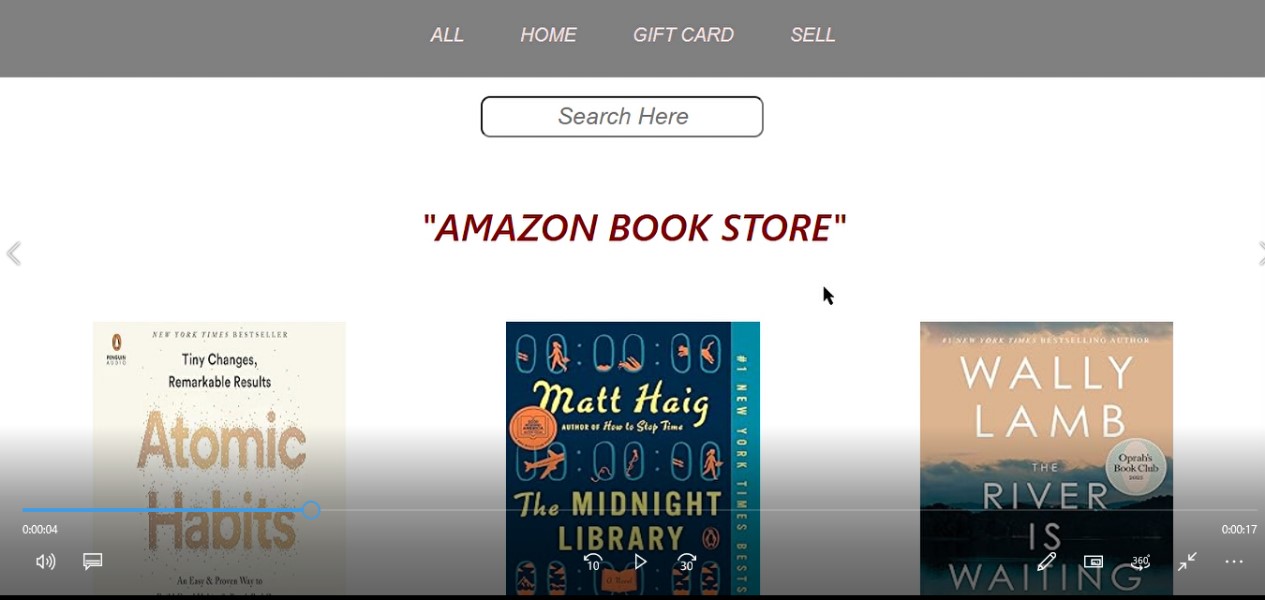 ALL HOME GIFT CARD SELL
Search Here
"AMAZON BOOK STORE"
NEW YORK TIMES BESTSELLER
PENGUIN
AUDIO
Tiny Changes,
Remarkable Results
Atomic
Habits
An Easy & Proven Way to
Matt Haig
AUTHOR OF How to Stop Time
The MIDNIGHT
LIBRARY
A Novel
#1 NEW YORK TIMES BESTS
#1 NEW YORK TIMES BESTSELLING AUTHOR
WALLY
LAMB
Oprah's
Book Club
THE
RIVER
IS
WAITING
0:00:04
0:00:17
10
30
360